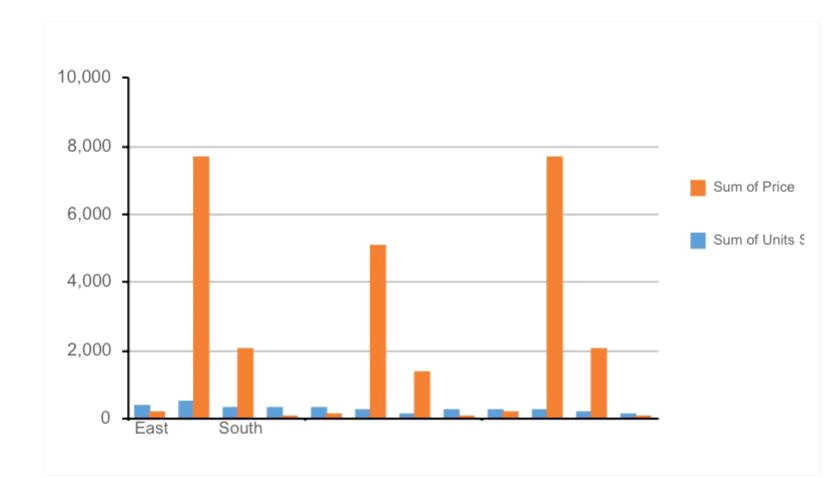 10,000
8,000
6,000
4,000
2,000
0
East South
Sum of Price
Sum of Units